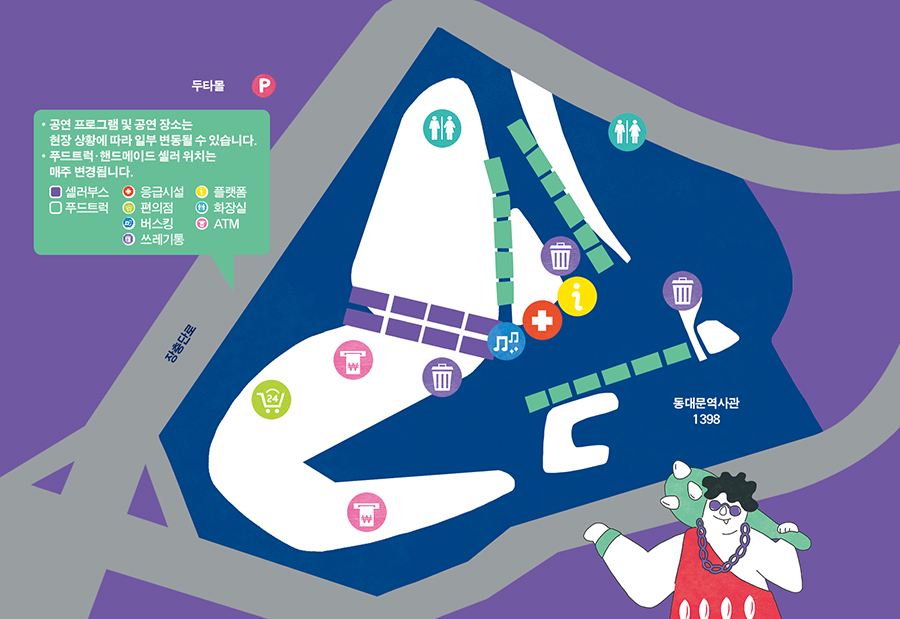 두타몰 P
• 공연 프로그램 및 공연 장소는
현장 상황에 따라 일부 변동될 수 있습니다.
• 푸드트럭·핸드메이드 셀러 위치는
매주 변경됩니다.
셀러부스 응급시설 플랫폼
푸드트럭 편의점 화장실
버스킹 ATM
쓰레기통
장충단로
i
₩
24
동대문역사관
1398
₩